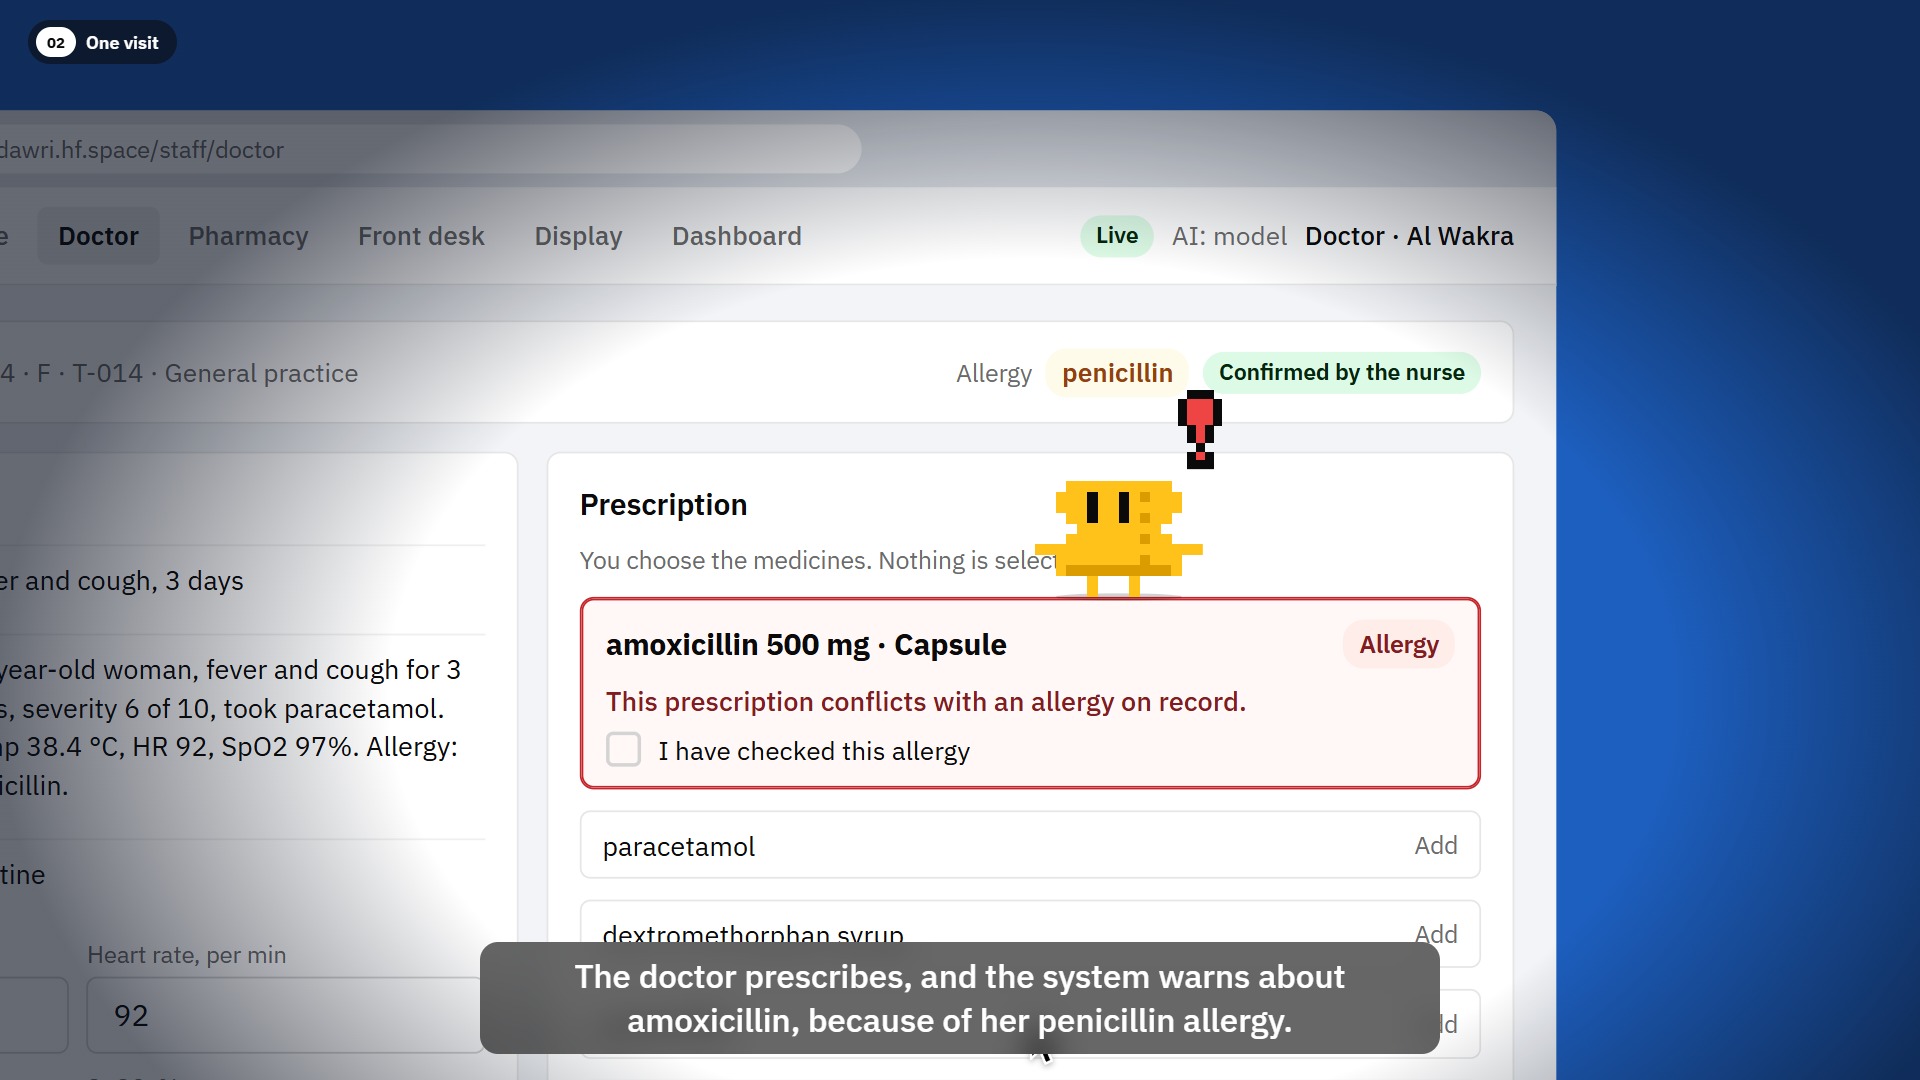 02 One visit
dawri.hf.space/staff/doctor
Doctor Pharmacy Front desk Display Dashboard Live AI: model Doctor · Al Wakra
4 · F · T-014 · General practice Allergy penicillin Confirmed by the nurse
Prescription
You choose the medicines. Nothing is
er and cough, 3 days
amoxicillin 500 mg · Capsule Allergy
year-old woman, fever and cough for 3
s, severity 6 of 10, took paracetamol.
This prescription conflicts with an allergy on record.
38.4 °C, HR 92, SpO2 97%. Allergy:
I have checked this allergy
icillin.
paracetamol Add
tine
dextromethorphan syrup Add
Heart rate, per min
92
The doctor prescribes, and the system warns about
amoxicillin, because of her penicillin allergy.